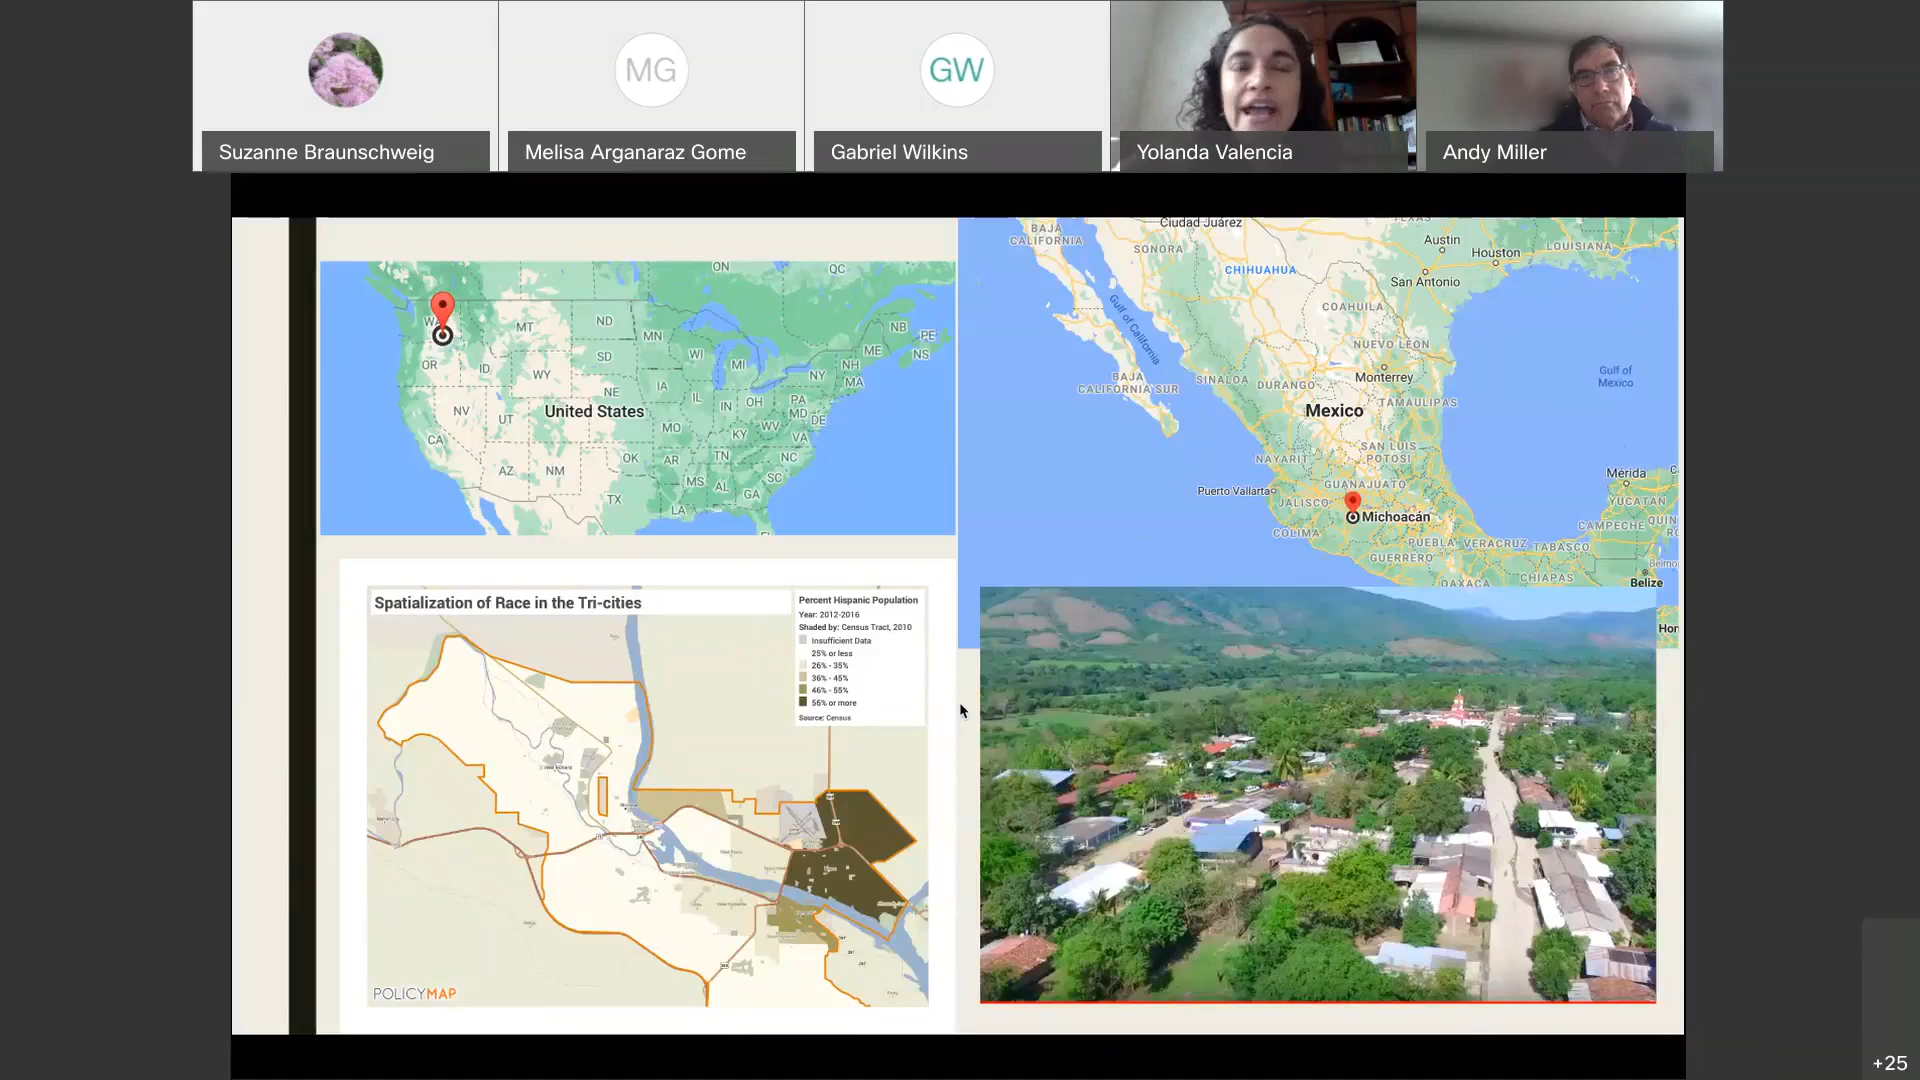 MG
GW
Suzanne Braunschweig
Melisa Arganaraz Gome
Gabriel Wilkins
Yolanda Valencia
Andy Miller
ON
QC
WA
MT
ND
MN
NB
PE
NS
OR
ID
SD
WI
MI
ME
NH
WY
NY
MA
NE
IA
NV
UT
United States
IL
IN
OH
PA
MD
DE
CA
MO
KY
WV
VA
AZ
NM
OK
AR
TN
NC
SC
MS
AL
GA
TX
LA
Ciudad Juárez
TEXAS
BAJA
CALIFORNIA
SONORA
Austin
Houston
LOUISIANA
CHIHUAHUA
San Antonio
COAHUILA
Gulf of California
NUEVO LEON
Gulf of
Mexico
BAJA
CALIFORNIA SUR
SINALOA
DURANGO
Monterrey
TAMAULIPAS
Mexico
SAN LUIS
POTOSI
NAYARIT
Mérida
Puerto Vallarta
GUANAJUATO
JALISCO
YUCATAN
Michoacán
CAMPECHE
QUIN
COLIMA
PUEBLA
VERACRUZ
TABASCO
GUERRERO
OAXACA
CHIAPAS
Belmo
Belize
Hon
Spatialization of Race in the Tri-cities
Percent Hispanic Population
Year: 2012-2016
Shaded by: Census Tract, 2010
Insufficient Data
25% or less
26% - 35%
36% - 45%
46% - 55%
56% or more
Source: Census
POLICYMAP
+25